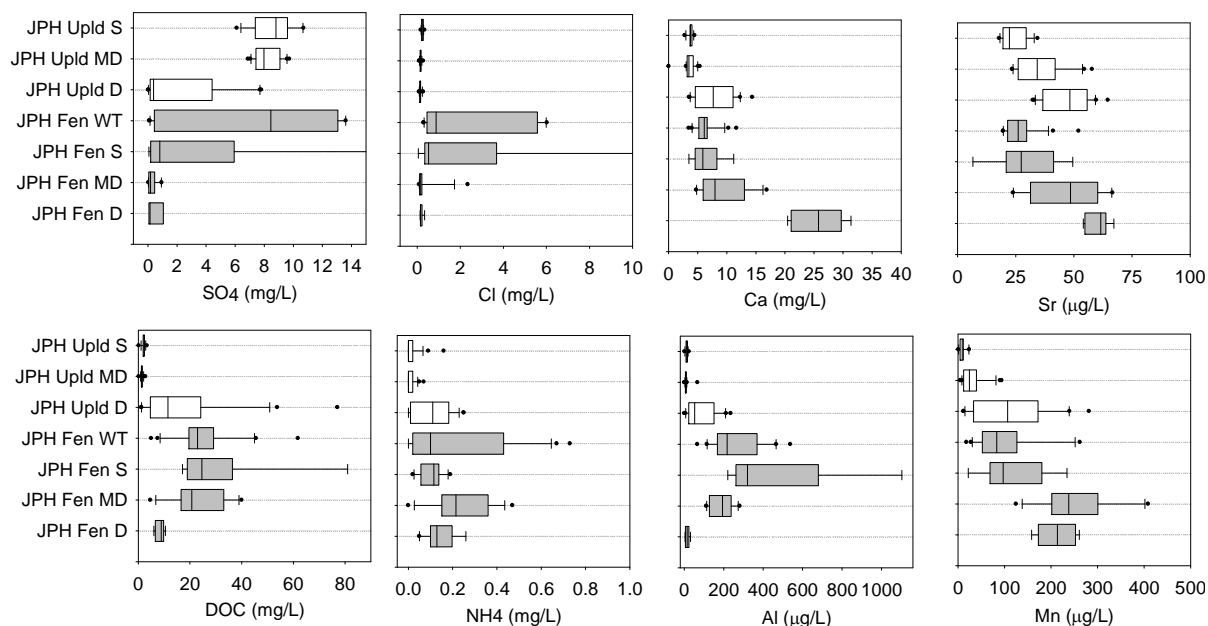 JPH Upld S
JPH Upld MD
JPH Upld D
JPH Fen WT
JPH Fen S
JPH Fen MD
JPH Fen D
0 2 4 6 8 10 12 14
SO4 (mg/L)
0 2 4 6 8 10
Cl (mg/L)
0 5 10 15 20 25 30 35 40
Ca (mg/L)
0 25 50 75 100
Sr (μg/L)
JPH Upld S
JPH Upld MD
JPH Upld D
JPH Fen WT
JPH Fen S
JPH Fen MD
JPH Fen D
0 20 40 60 80
DOC (mg/L)
0.0 0.2 0.4 0.6 0.8 1.0
NH4 (mg/L)
0 200 400 600 800 1000
Al (μg/L)
0 100 200 300 400 500
Mn (μg/L)